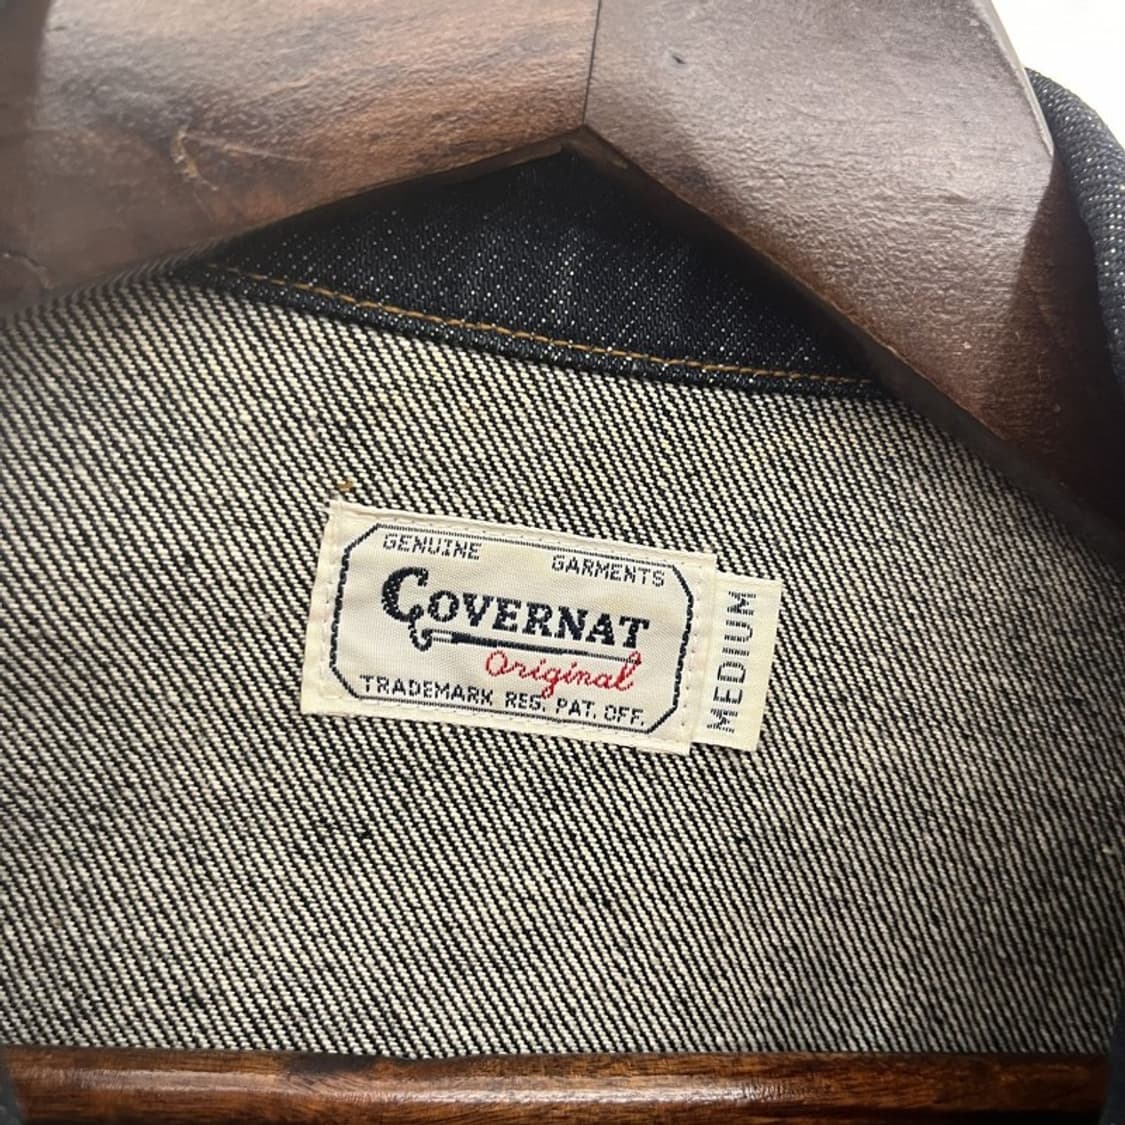 GENUINE GARMENTS
COVERNAT
Original
TRADEMARK REG. PAT. OFF.
MEDIUM